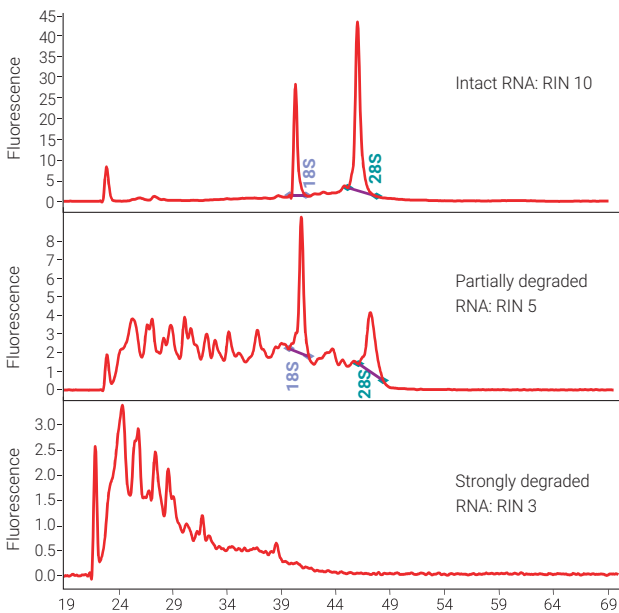 45
40
35
30
25
20
15
10
5
0
Fluorescence
Intact RNA: RIN 10
18S
28S
8
7
6
5
4
3
2
1
0
Fluorescence
Partially degraded
RNA: RIN 5
18S
28S
3.0
2.5
2.0
1.5
1.0
0.5
0.0
Fluorescence
Strongly degraded
RNA: RIN 3
19 24 29 34 39 44 49 54 59 64 69